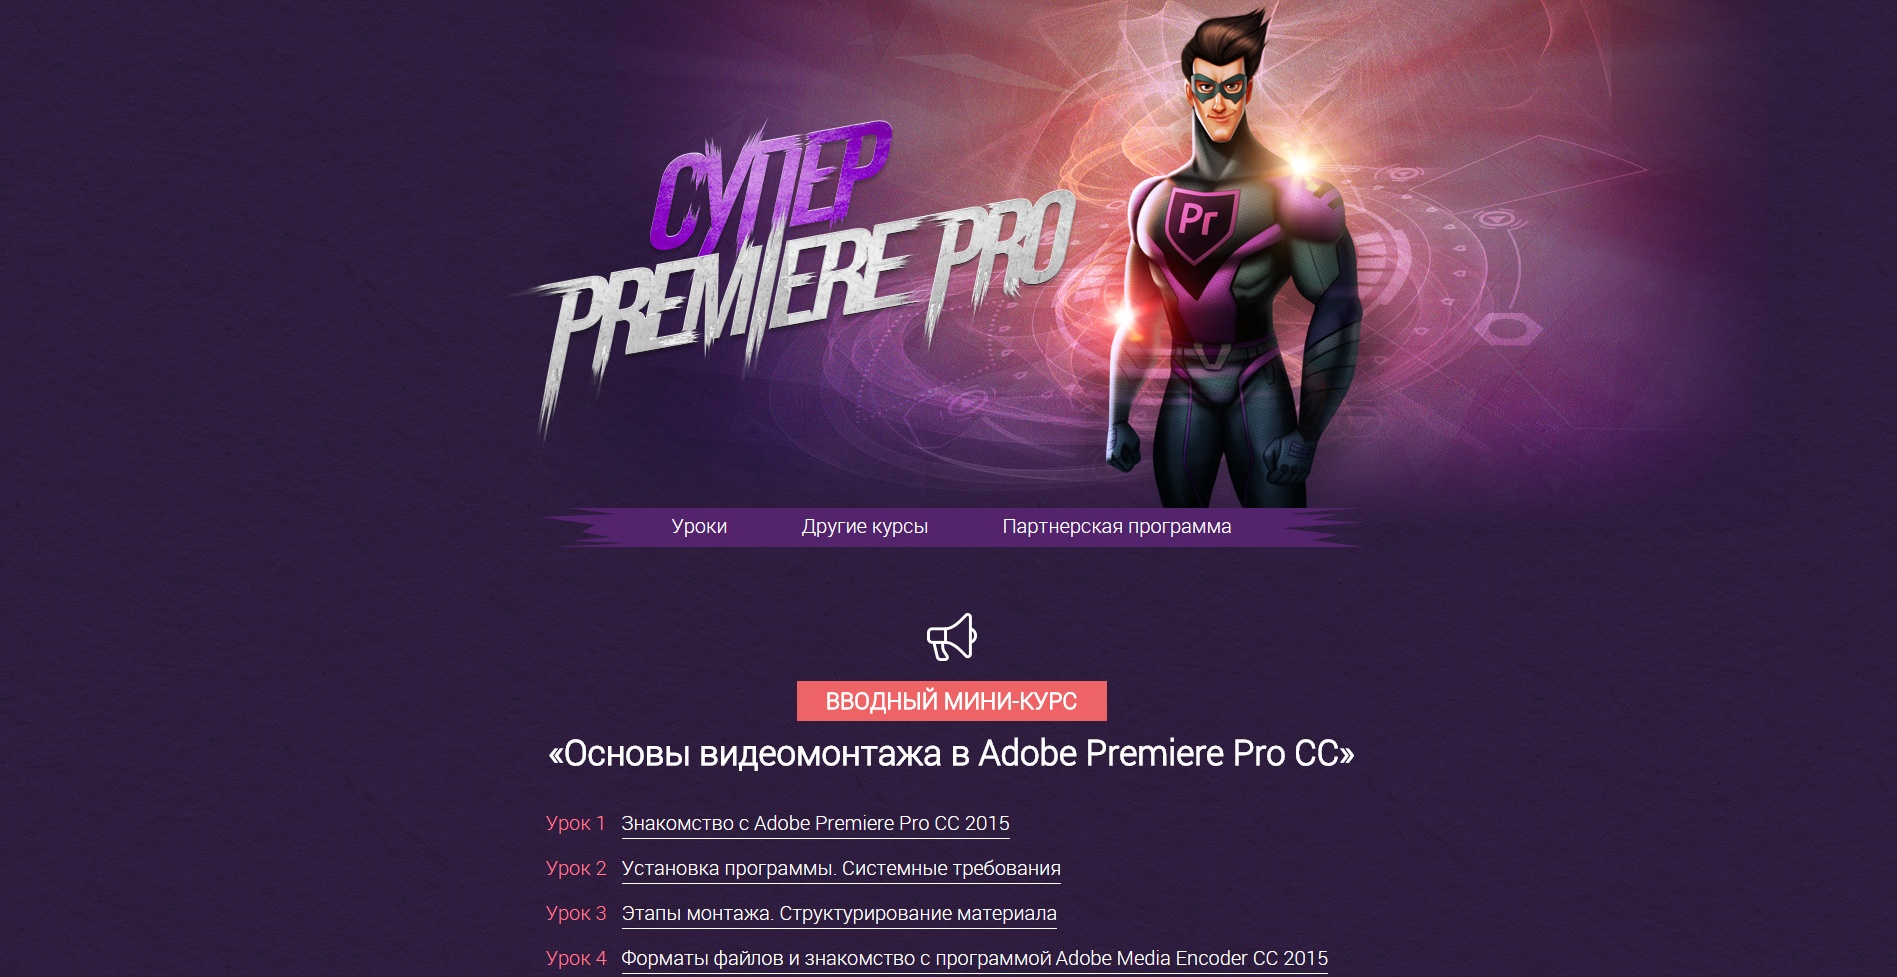 СУПЕР
PREMIERE PRO
Pr
Уроки Другие курсы Партнерская программа
ВВОДНЫЙ МИНИ-КУРС
«Основы видеомонтажа в Adobe Premiere Pro CC»
Урок 1 Знакомство с Adobe Premiere Pro CC 2015
Урок 2 Установка программы. Системные требования
Урок 3 Этапы монтажа. Структурирование материала
Урок 4 Форматы файлов и знакомство с программой Adobe Media Encoder CC 2015